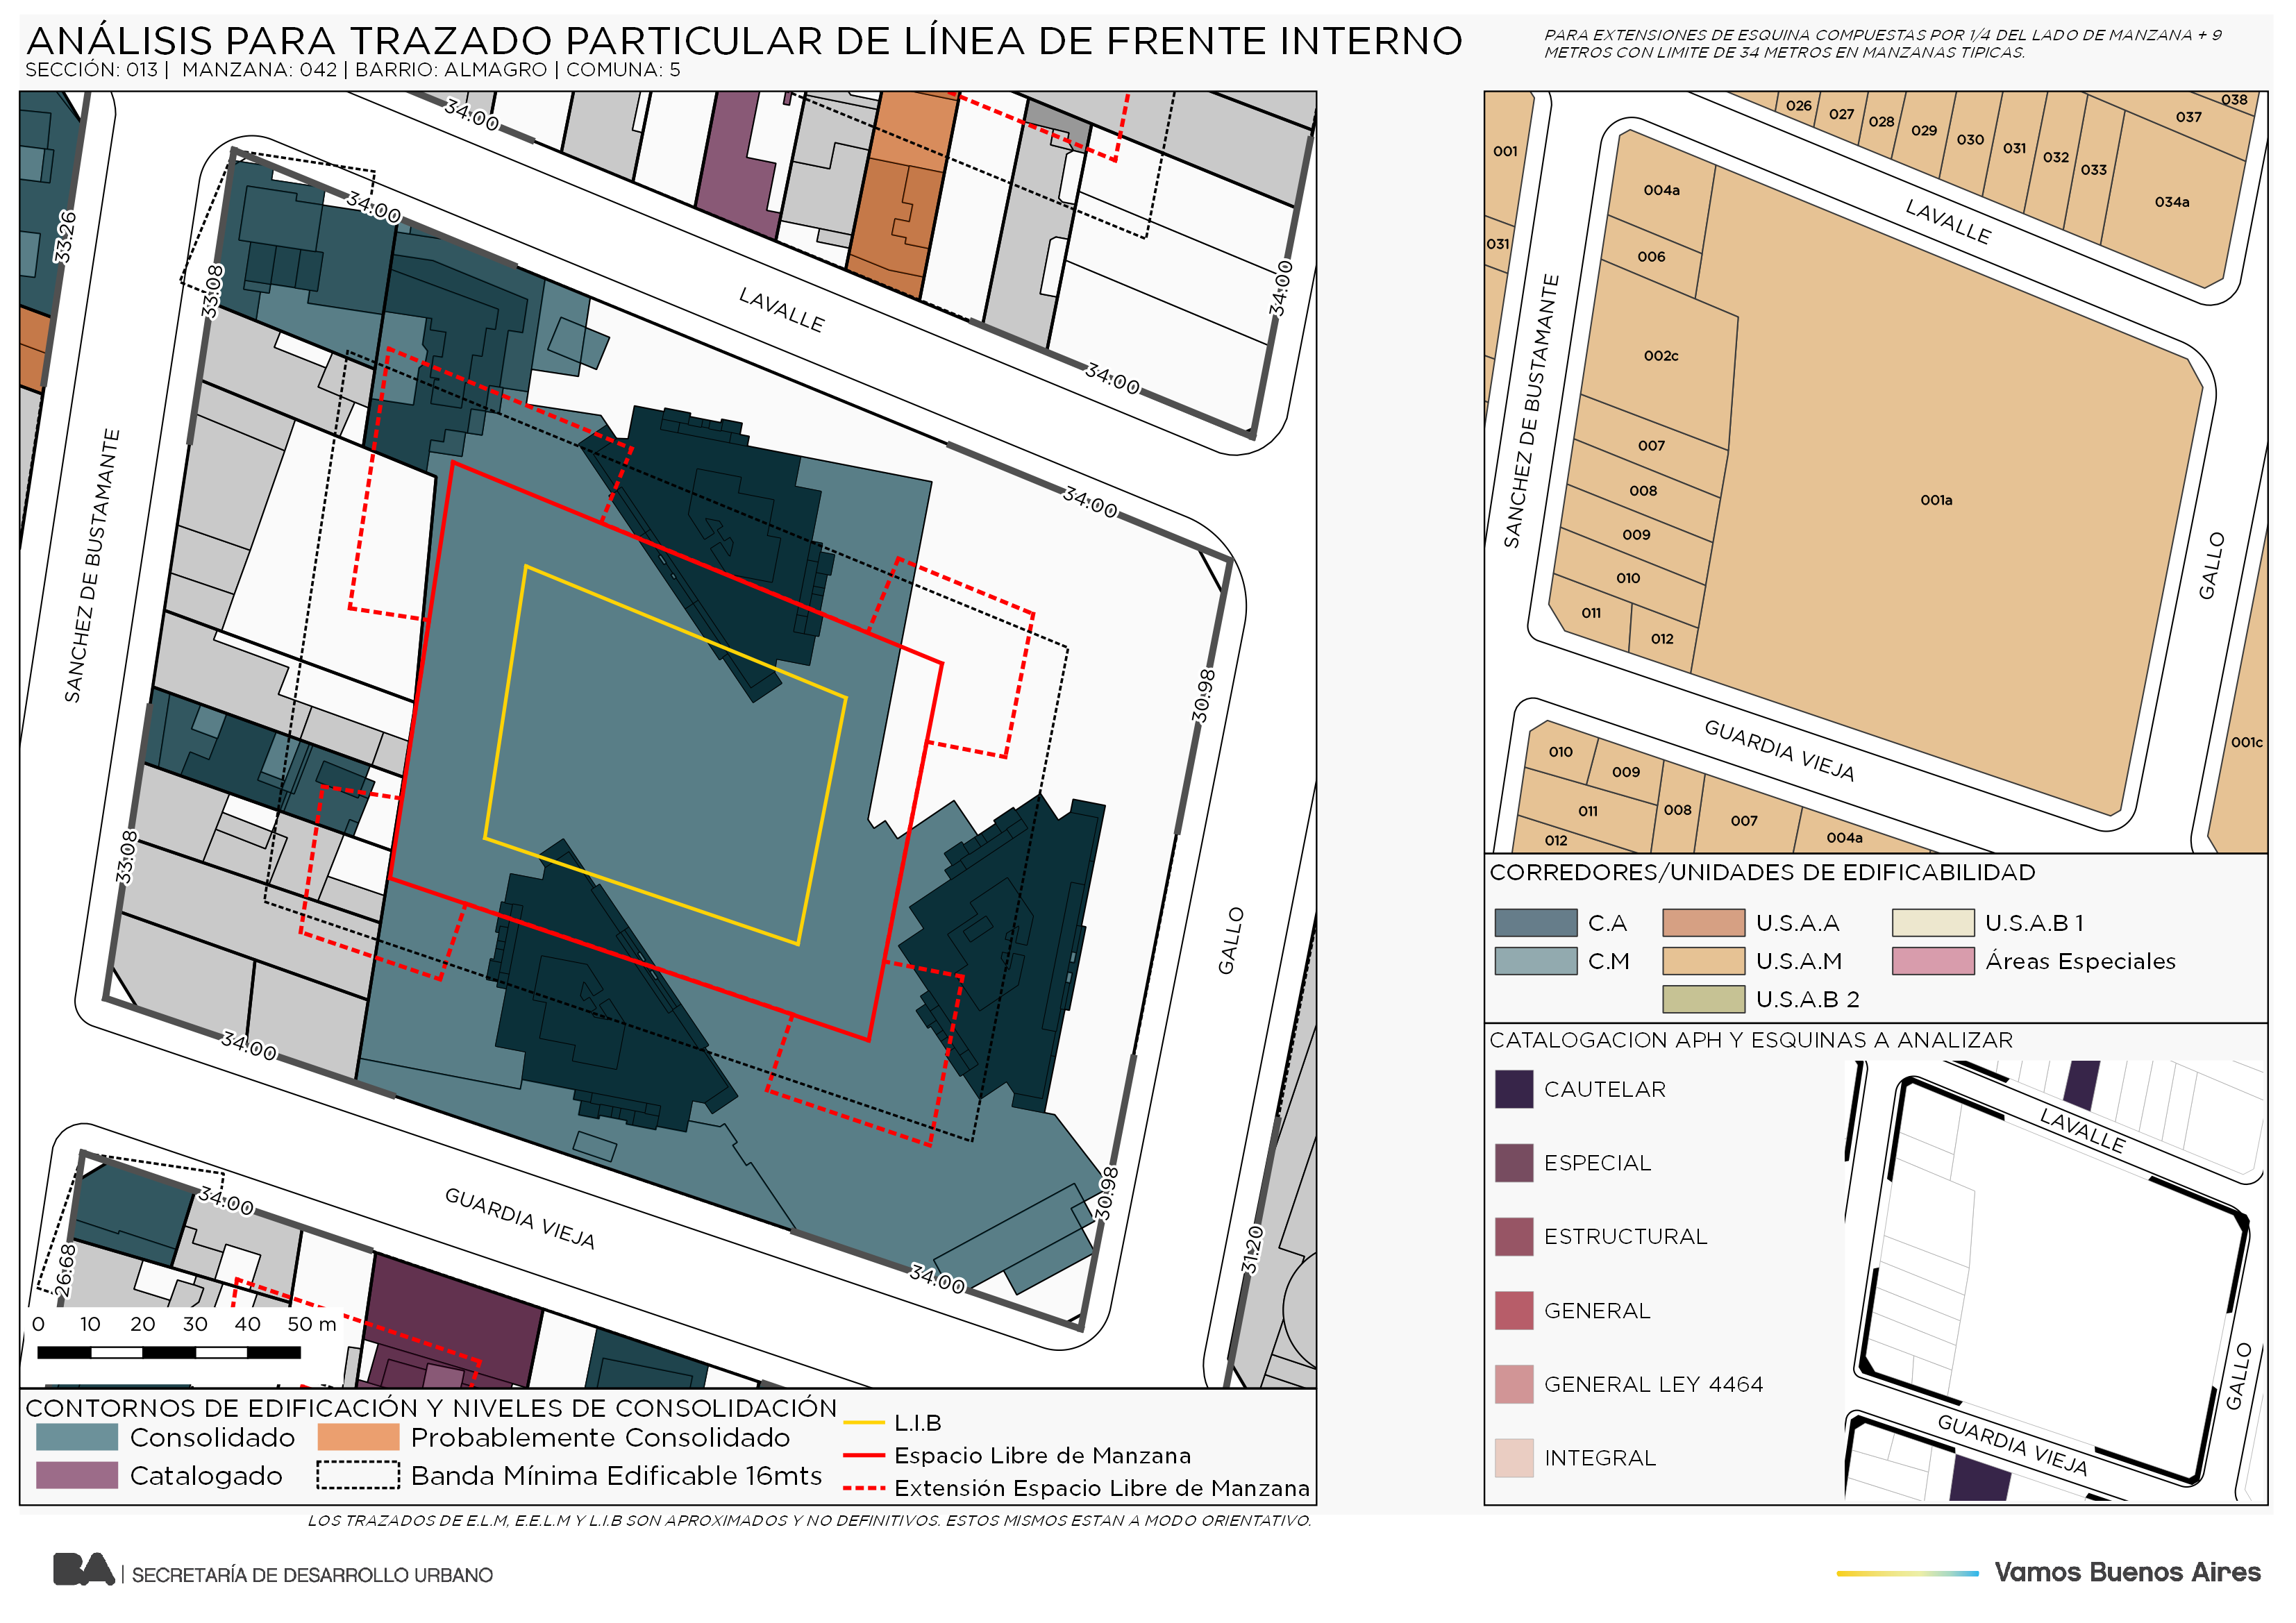 ANÁLISIS PARA TRAZADO PARTICULAR DE LÍNEA DE FRENTE INTERNO
SECCIÓN: 013 | MANZANA: 042 | BARRIO: ALMAGRO | COMUNA: 5
PARA EXTENSIONES DE ESQUINA COMPUESTAS POR 1/4 DEL LADO DE MANZANA + 9
METROS CON LIMITE DE 34 METROS EN MANZANAS TIPICAS.
34:00
34:00
33:26
33:08
LAVALLE
34:00
34:00
34:00
SANCHEZ DE BUSTAMANTE
30:98
33:08
GALLO
34:00
30:98
34:00
GUARDIA VIEJA
34:00
26:68
31:20
0 10 20 30 40 50 m
CONTORNOS DE EDIFICACIÓN Y NIVELES DE CONSOLIDACIÓN
Consolidado
Probablemente Consolidado
Catalogado
Banda Mínima Edificable 16mts
L.I.B
Espacio Libre de Manzana
Extensión Espacio Libre de Manzana
LOS TRAZADOS DE E.L.M, E.E.L.M Y L.I.B SON APROXIMADOS Y NO DEFINITIVOS. ESTOS MISMOS ESTAN A MODO ORIENTATIVO.
001
026
027
028
029
030
031
032
033
034a
037
038
031
004a
006
002c
007
008
009
010
011
012
001a
LAVALLE
SANCHEZ DE BUSTAMANTE
GALLO
GUARDIA VIEJA
010
009
011
008
007
012
004a
001c
CORREDORES/UNIDADES DE EDIFICABILIDAD
C.A
U.S.A.A
U.S.A.B 1
C.M
U.S.A.M
Áreas Especiales
U.S.A.B 2
CATALOGACION APH Y ESQUINAS A ANALIZAR
CAUTELAR
ESPECIAL
ESTRUCTURAL
GENERAL
GENERAL LEY 4464
INTEGRAL
LAVALLE
GALLO
GUARDIA VIEJA
BA | SECRETARÍA DE DESARROLLO URBANO
Vamos Buenos Aires